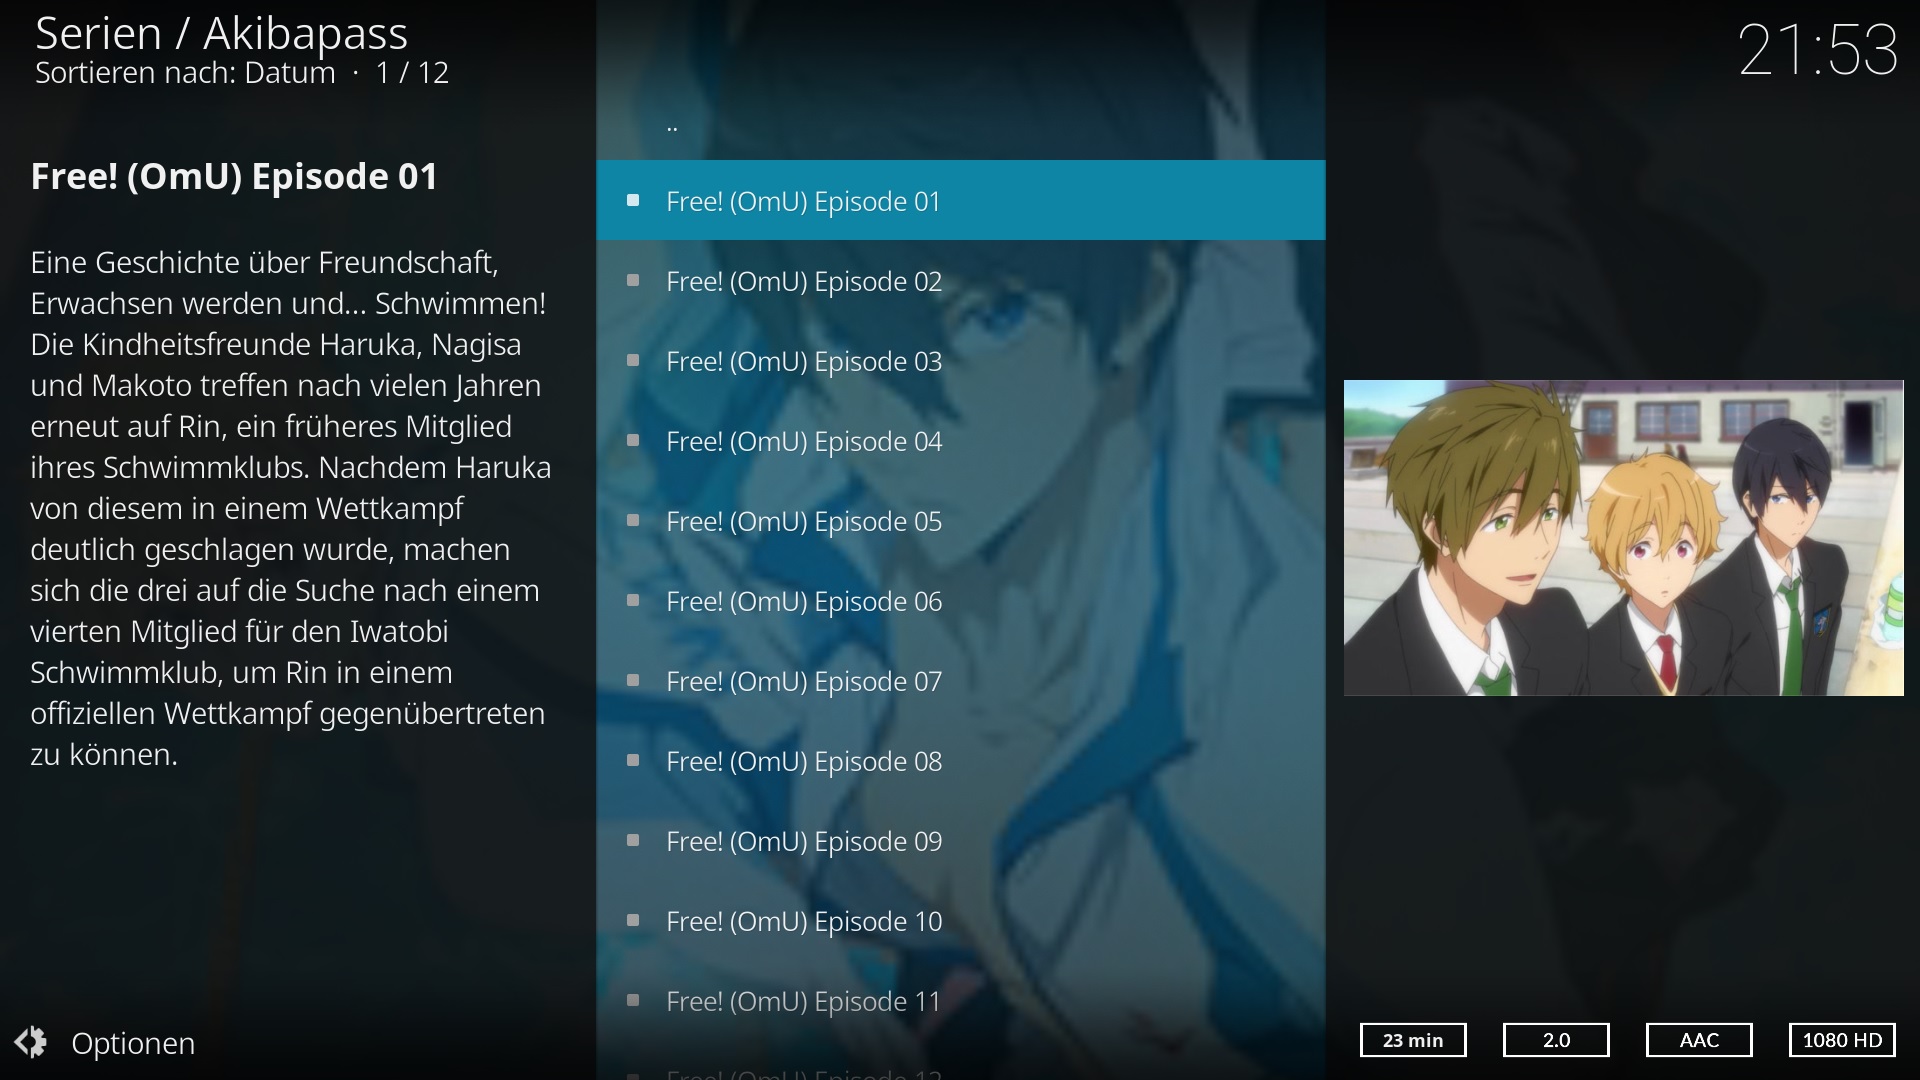 Serien / Akibapass
Sortieren nach: Datum · 1 / 12
21:53
Free! (OmU) Episode 01
Eine Geschichte über Freundschaft,
Erwachsen werden und... Schwimmen!
Die Kindheitsfreunde Haruka, Nagisa
und Makoto treffen nach vielen Jahren
erneut auf Rin, ein früheres Mitglied
ihres Schwimmklubs. Nachdem Haruka
von diesem in einem Wettkampf
deutlich geschlagen wurde, machen
sich die drei auf die Suche nach einem
vierten Mitglied für den Iwatobi
Schwimmklub, um Rin in einem
offiziellen Wettkampf gegenübertreten
zu können.
..
Free! (OmU) Episode 01
Free! (OmU) Episode 02
Free! (OmU) Episode 03
Free! (OmU) Episode 04
Free! (OmU) Episode 05
Free! (OmU) Episode 06
Free! (OmU) Episode 07
Free! (OmU) Episode 08
Free! (OmU) Episode 09
Free! (OmU) Episode 10
Free! (OmU) Episode 11
Free! (OmU) Episode 12
Optionen
23 min
2.0
AAC
1080 HD